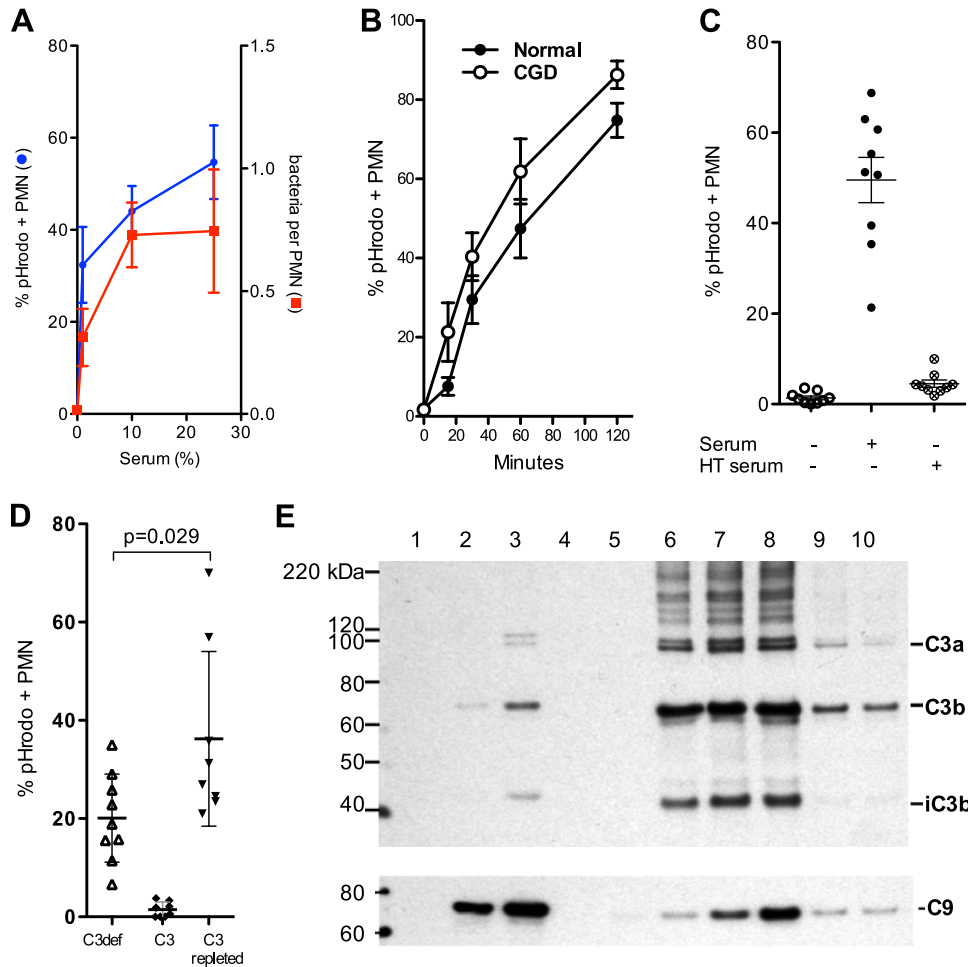 A
% pHrodo + PMN (●)
80
60
40
20
0
0
10
20
30
Serum (%)
1.5
1.0
0.5
0.0
bacteria per PMN (■)
B
% pHrodo + PMN
100
80
60
40
20
0
0
20
40
60
80
100
120
Minutes
Normal
CGD
C
% pHrodo + PMN
80
60
40
20
0
Serum - + -
HT serum - - +
D
% pHrodo + PMN
80
60
40
20
0
p=0.029
C3def
C3
C3
repleted
E
1 2 3 4 5 6 7 8 9 10
220 kDa
120
100
80
60
50
40
-C3a
-C3b
-iC3b
80
60
-C9